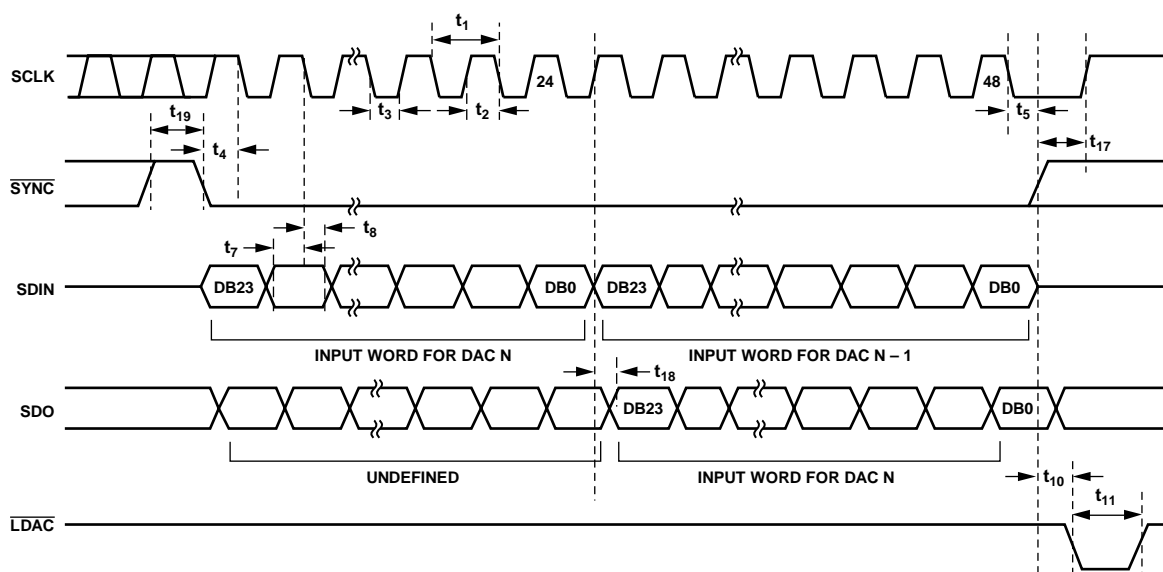 t1
SCLK
24
48
t3
t2
t5
t19
t4
t17
SYNC
t7
t8
SDIN
DB23
DB0
DB23
DB0
INPUT WORD FOR DAC N
INPUT WORD FOR DAC N – 1
t18
SDO
DB23
DB0
UNDEFINED
INPUT WORD FOR DAC N
t10
t11
LDAC